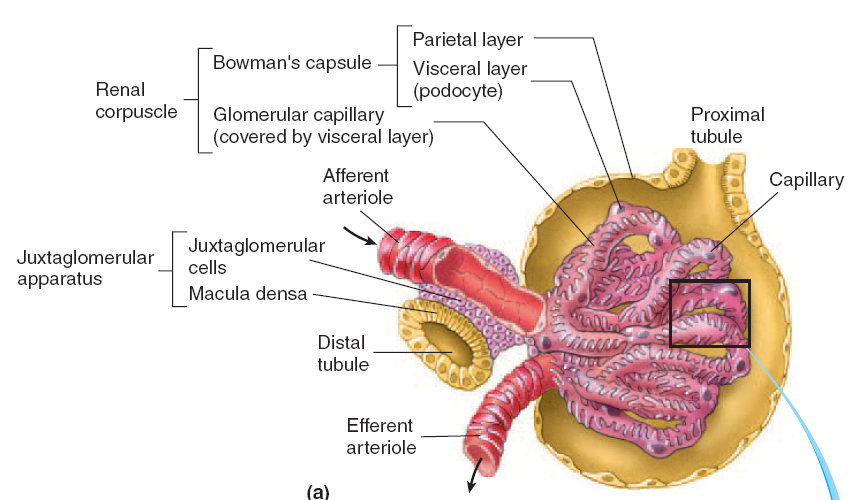 Parietal layer
Bowman's capsule
Visceral layer
(podocyte)
Renal
corpuscle
Glomerular capillary
(covered by visceral layer)
Proximal
tubule
Afferent
arteriole
Capillary
Juxtaglomerular
apparatus
Juxtaglomerular
cells
Macula densa
Distal
tubule
Efferent
arteriole
(a)